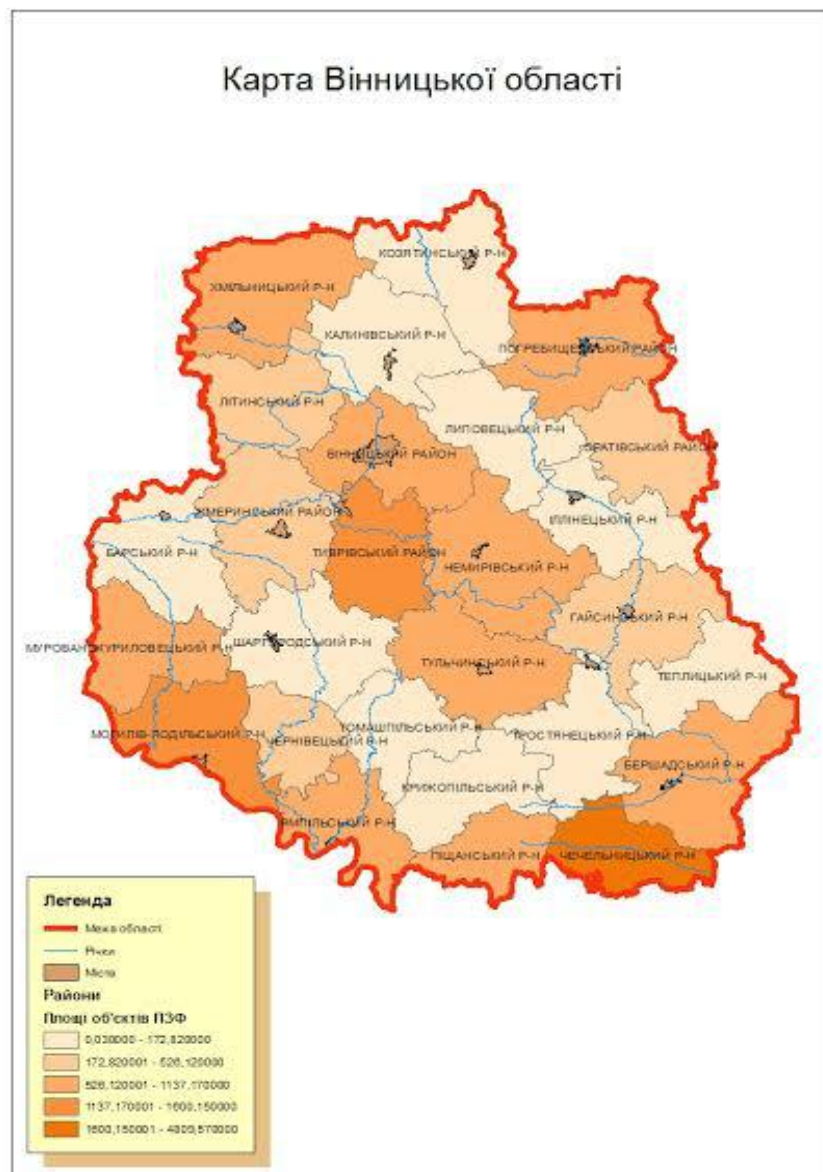 Карта Вінницької області
КОЗЯТИНСЬКИЙ Р-Н
ХМІЛЬНИЦЬКИЙ Р-Н
КАЛИНІВСЬКИЙ Р-Н
ПОГРЕБИЩЕНСЬКИЙ РАЙОН
ЛІТИНСЬКИЙ Р-Н
ЛИПОВЕЦЬКИЙ Р-Н
ОРАТІВСЬКИЙ РАЙОН
ВІННИЦЬКИЙ РАЙОН
ЖМЕРИНСЬКИЙ РАЙОН
ІЛЛІНЕЦЬКИЙ Р-Н
БАРСЬКИЙ Р-Н
ТИВРІВСЬКИЙ РАЙОН
НЕМИРІВСЬКИЙ Р-Н
ГАЙСИНСЬКИЙ Р-Н
МУРОВАНОКУРИЛОВЕЦЬКИЙ Р-Н
ШАРГОРОДСЬКИЙ Р-Н
ТУЛЬЧИНСЬКИЙ Р-Н
ТЕПЛИЦЬКИЙ Р-Н
МОГИЛІВ-ПОДІЛЬСЬКИЙ Р-Н
ЧЕРНІВЕЦЬКИЙ Р-Н
ТОМАШПІЛЬСЬКИЙ Р-Н
ТРОСТЯНЕЦЬКИЙ Р-Н
БЕРШАДСЬКИЙ Р-Н
КРИЖОПІЛЬСЬКИЙ Р-Н
ЯМПІЛЬСЬКИЙ Р-Н
ПІЩАНСЬКИЙ Р-Н
ЧЕЧЕЛЬНИЦЬКИЙ Р-Н
Легенда
Межа області
Річки
Міста
Райони
Площі об'єктів ПЗФ
0,030000 - 172,820000
172,820001 - 526,120000
526,120001 - 1137,170000
1137,170001 - 1600,150000
1600,150001 - 4809,570000